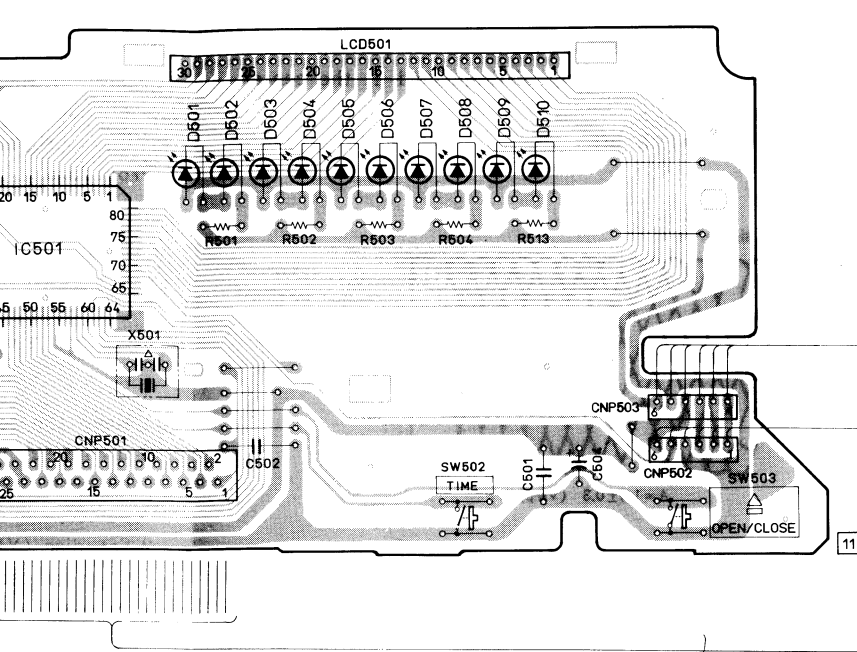 LCD501
30 25 20 15 10 5 1
D501 D502 D503 D504 D505 D506 D507 D508 D509 D510
20 15 10 5 1
80
R501 R502 R503 R504 R513
75
IC501
70
65
50 55 60 64
X501
CNP503
6
CNP501
20 10 2
C502
SW502
TIME
C501
6
CNP502
SW503
25 15 5 1
OPEN/CLOSE
11